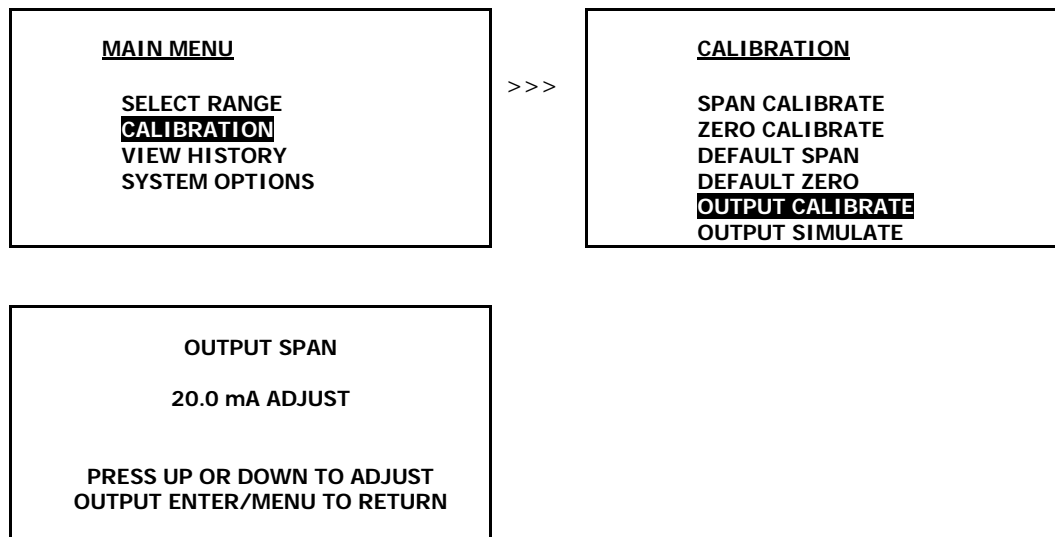 MAIN MENU
SELECT RANGE
CALIBRATION
VIEW HISTORY
SYSTEM OPTIONS
>>>
CALIBRATION
SPAN CALIBRATE
ZERO CALIBRATE
DEFAULT SPAN
DEFAULT ZERO
OUTPUT CALIBRATE
OUTPUT SIMULATE
OUTPUT SPAN
20.0 mA ADJUST
PRESS UP OR DOWN TO ADJUST
OUTPUT ENTER/MENU TO RETURN